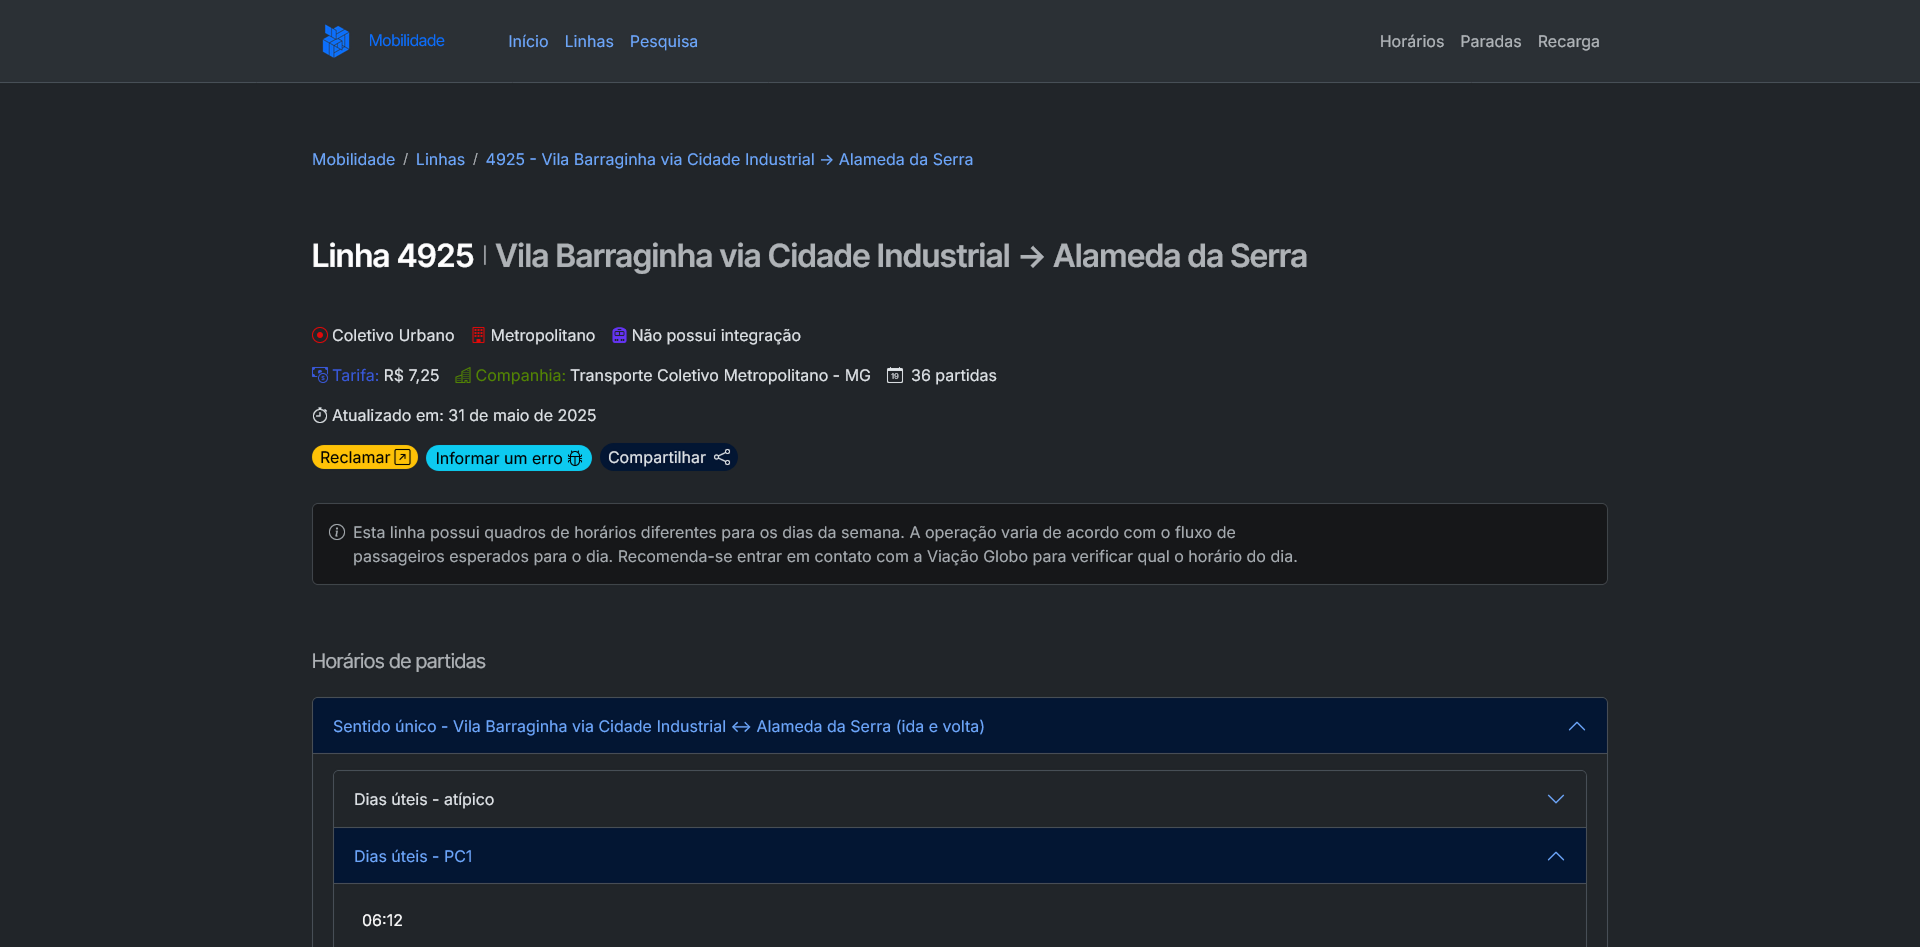 Mobilidade Início Linhas Pesquisa Horários Paradas Recarga
Mobilidade / Linhas / 4925 - Vila Barraginha via Cidade Industrial → Alameda da Serra
Linha 4925 | Vila Barraginha via Cidade Industrial → Alameda da Serra
Coletivo Urbano Metropolitano Não possui integração
Tarifa: R$ 7,25 Companhia: Transporte Coletivo Metropolitano - MG 19 36 partidas
Atualizado em: 31 de maio de 2025
Reclamar Informar um erro Compartilhar
Esta linha possui quadros de horários diferentes para os dias da semana. A operação varia de acordo com o fluxo de
passageiros esperados para o dia. Recomenda-se entrar em contato com a Viação Globo para verificar qual o horário do dia.
Horários de partidas
Sentido único - Vila Barraginha via Cidade Industrial ↔ Alameda da Serra (ida e volta)
Dias úteis - atípico
Dias úteis - PC1
06:12